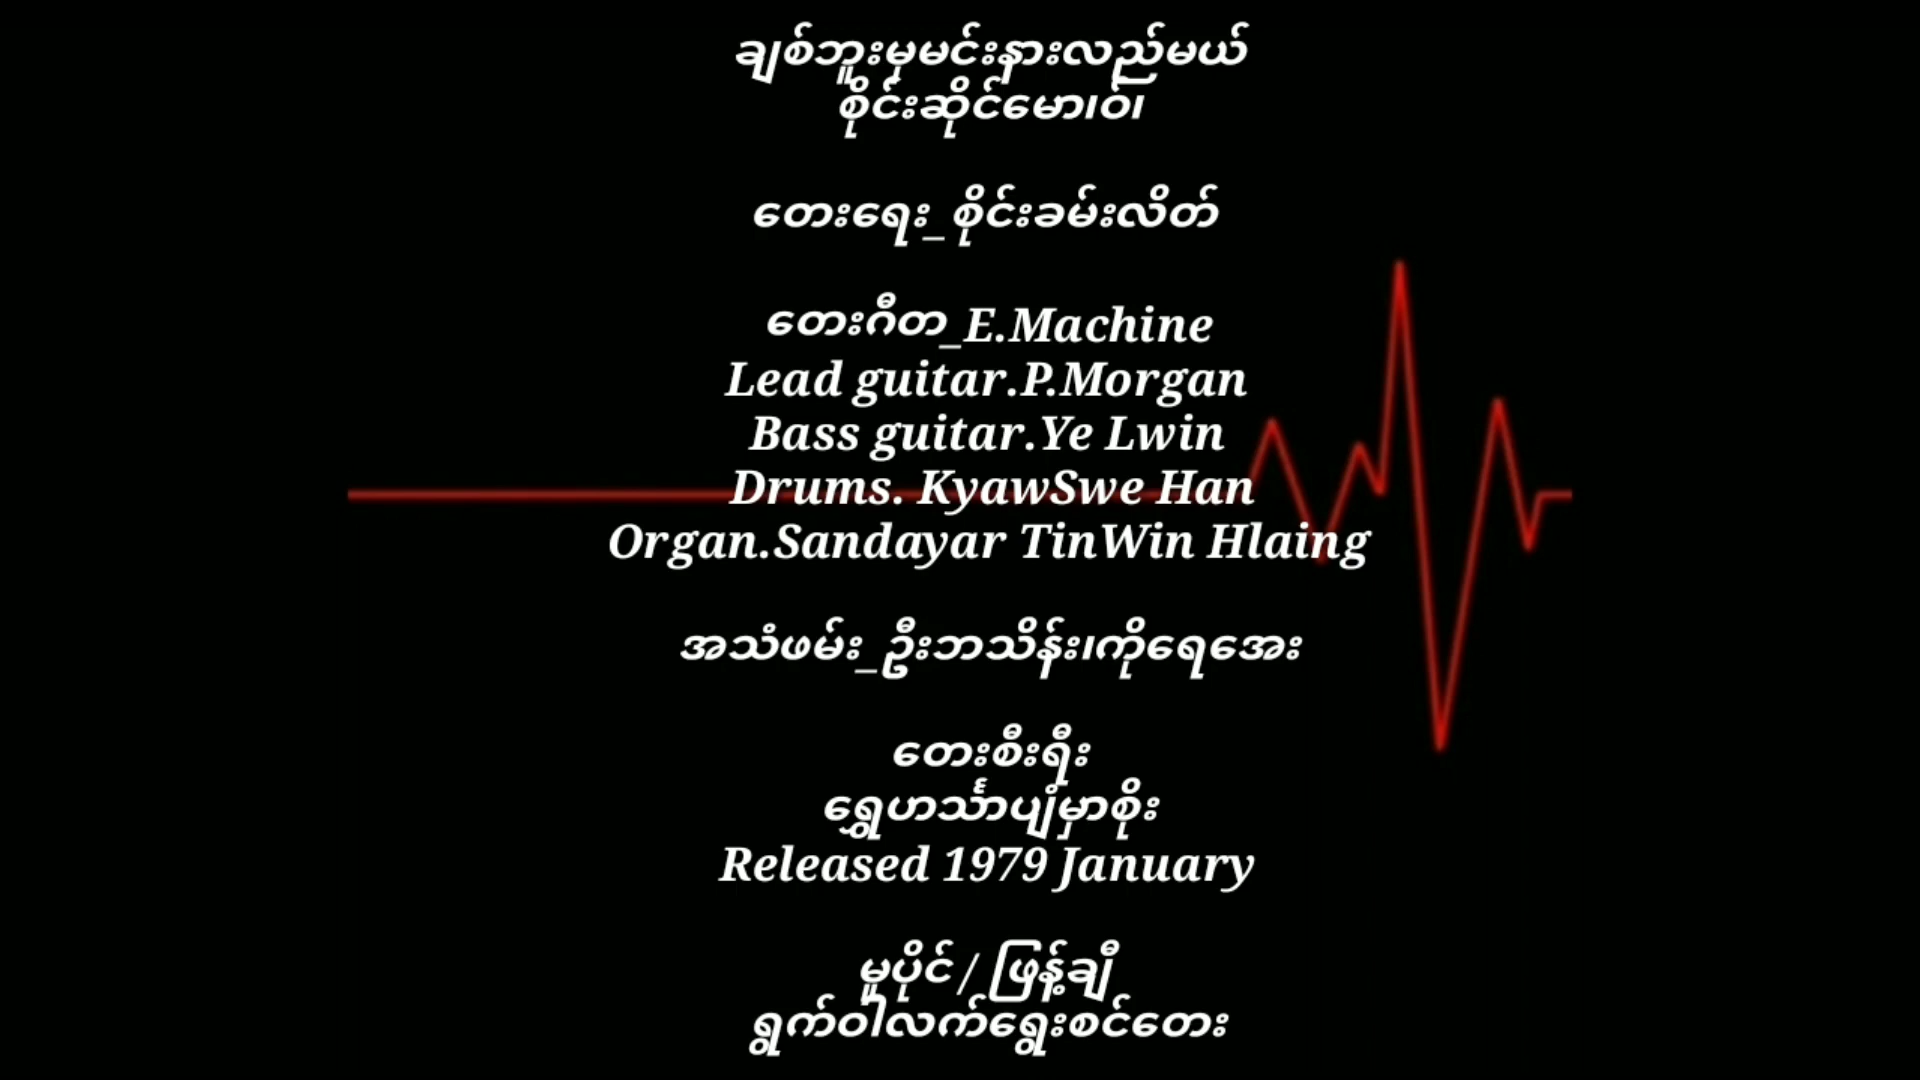 ချစ်ဘူးမှမင်းနားလည်မယ်
စိုင်းဆိုင်မော၊ဝ်၊
တေးရေး_စိုင်းခမ်းလိတ်
တေးဂီတ_E.Machine
Lead guitar.P.Morgan
Bass guitar.Ye Lwin
Drums. KyawSwe Han
Organ.Sandayar TinWin Hlaing
အသံဖမ်း_ဦးဘသိန်း၊ကိုရေအေး
တေးစီးရီး
ရွှေဟင်္သာပျံမှာစိုး
Released 1979 January
မူပိုင်/ ဖြန့်ချီ
ရွက်ဝါလက်ရွေးစင်တေး